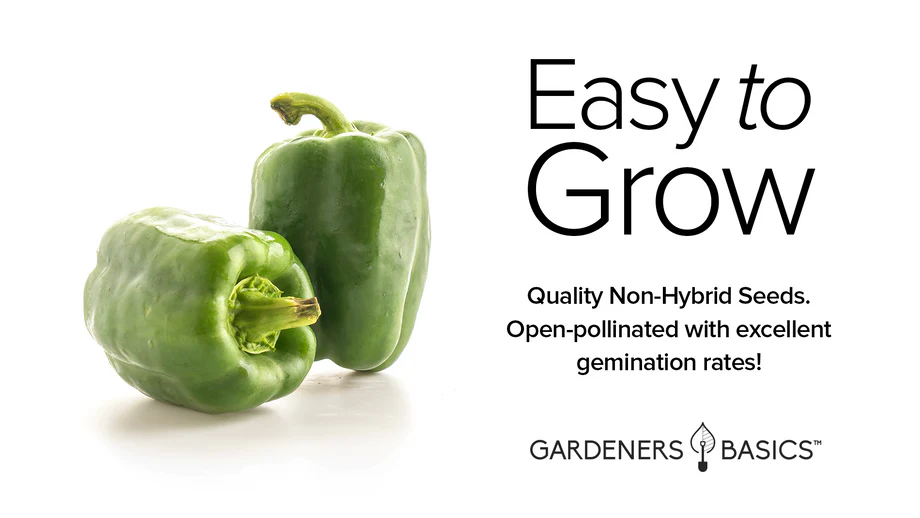 Easy to
Grow
Quality Non-Hybrid Seeds.
Open-pollinated with excellent
gemination rates!
GARDENERS BASICS™